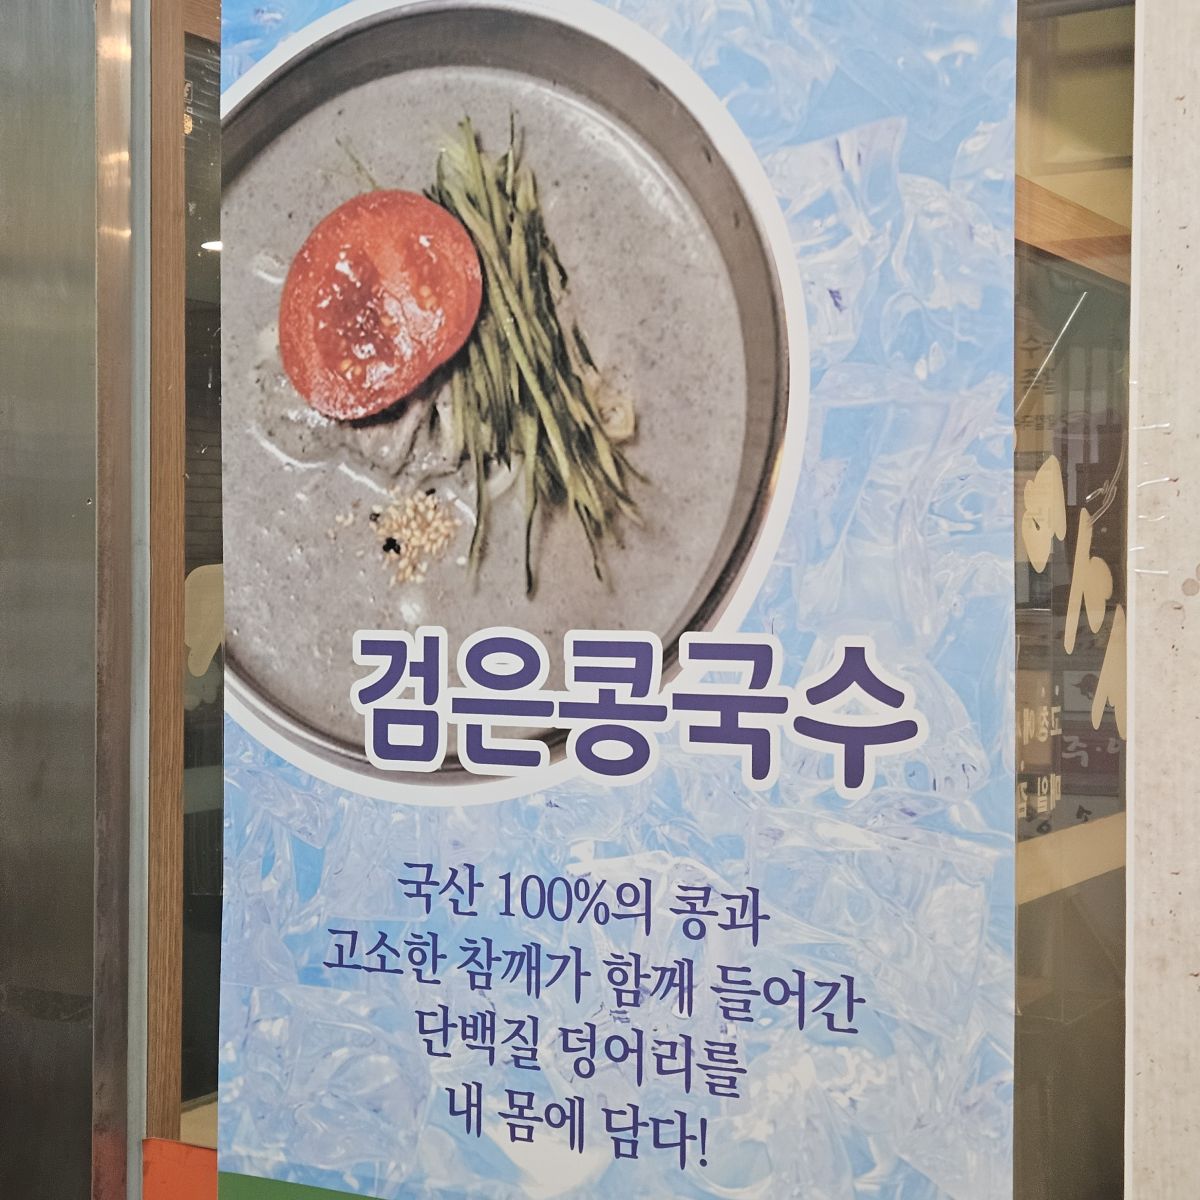 검은콩국수
국산 100%의 콩과
고소한 참깨가 함께 들어간
단백질 덩어리를
내 몸에 담다!